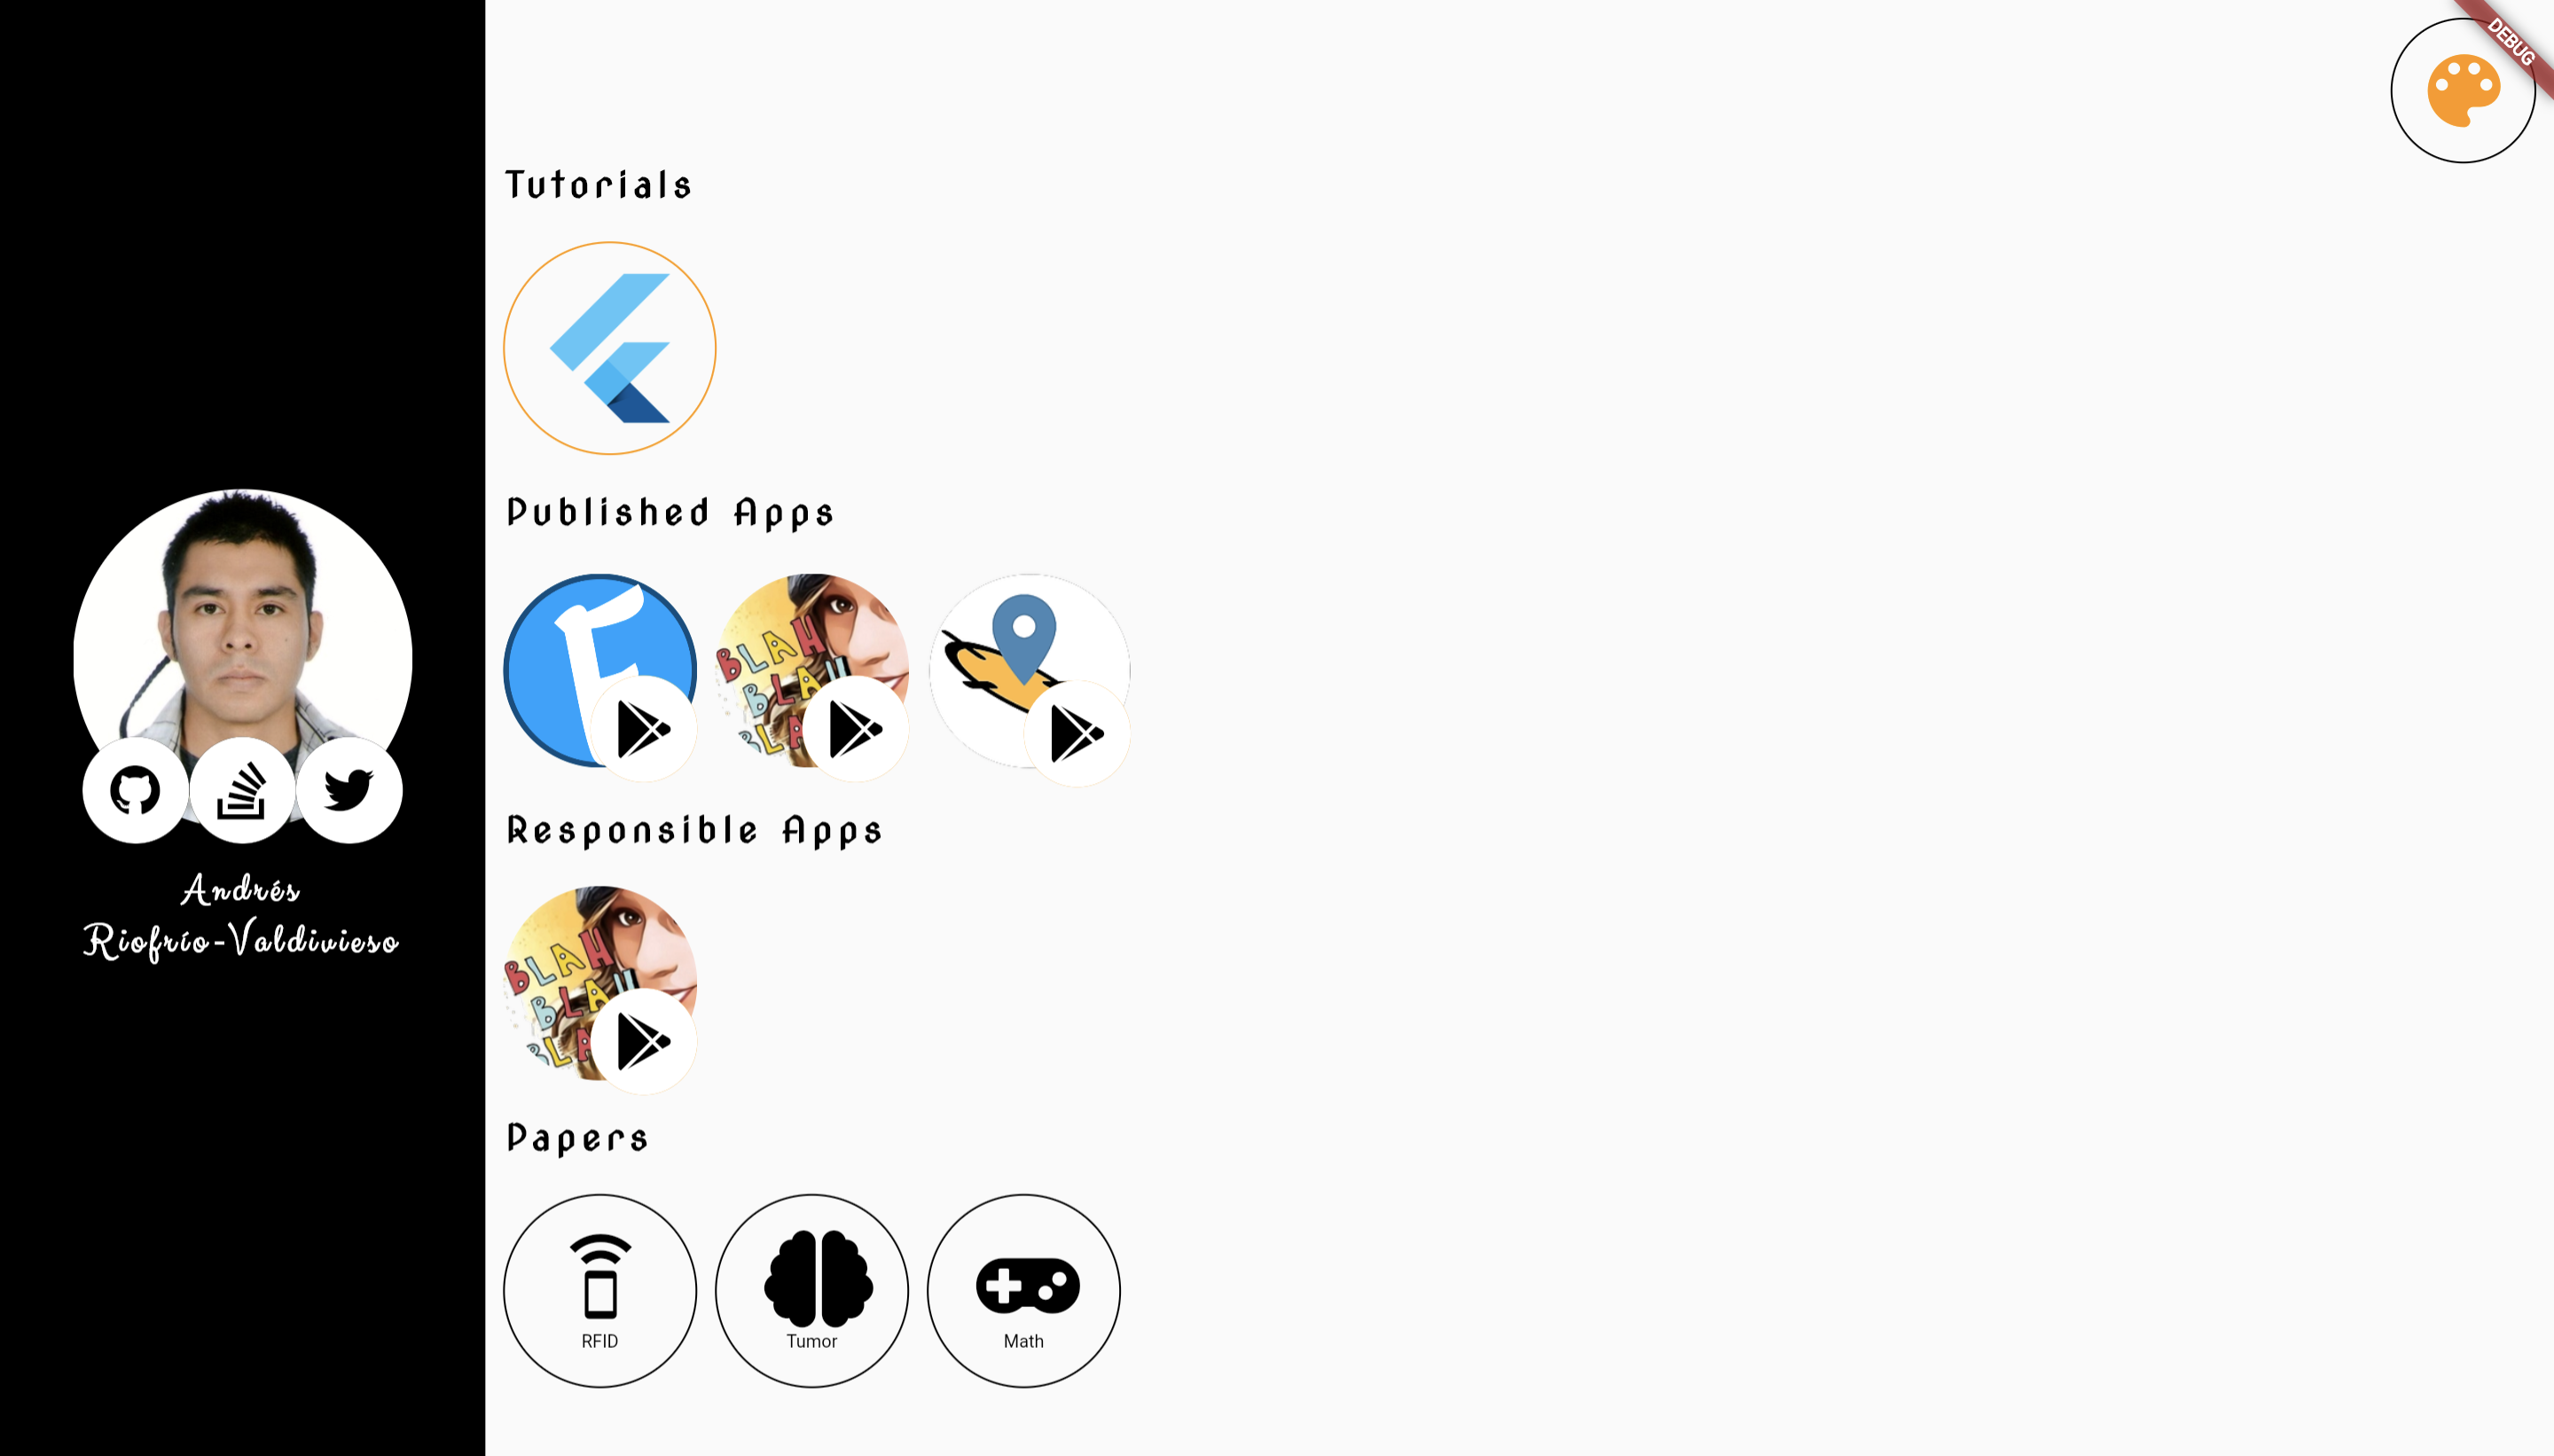 DEBUG
Tutorials
Published Apps
BLAH
BLAH
BLA
Andrés
Riofrío-Valdivieso
Responsible Apps
BLAH
BLAH
BLA
Papers
RFID
Tumor
Math